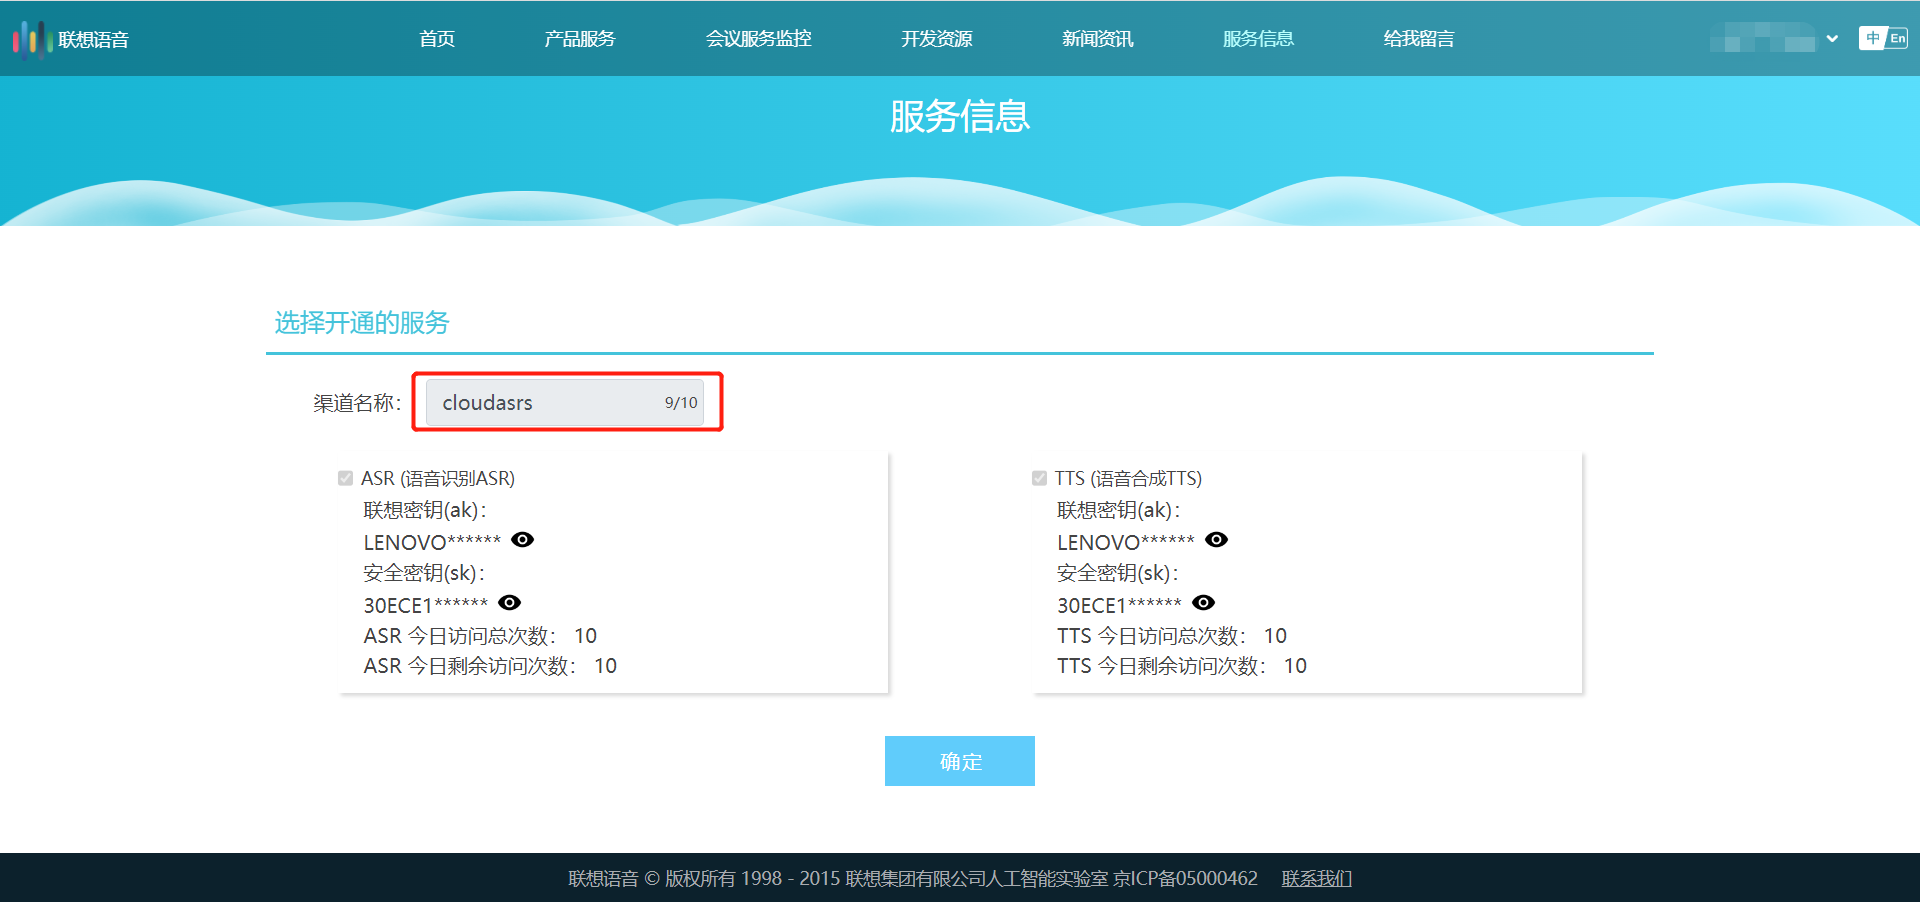 联想语音
首页 产品服务 会议服务监控 开发资源 新闻资讯 服务信息 给我留言
中 En
服务信息
选择开通的服务
渠道名称： cloudasrs 9/10
ASR (语音识别ASR)
联想密钥(ak)：
LENOVO******
安全密钥(sk)：
30ECE1******
ASR 今日访问总次数： 10
ASR 今日剩余访问次数： 10
TTS (语音合成TTS)
联想密钥(ak)：
LENOVO******
安全密钥(sk)：
30ECE1******
TTS 今日访问总次数： 10
TTS 今日剩余访问次数： 10
确定
联想语音 © 版权所有 1998 - 2015 联想集团有限公司人工智能实验室 京ICP备05000462 联系我们